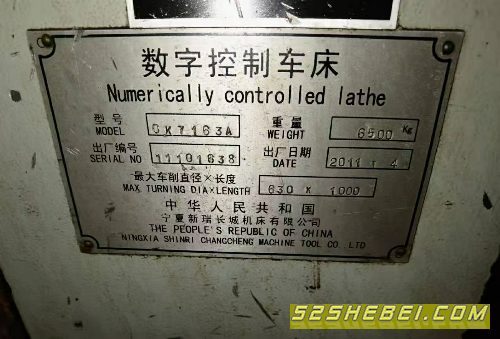 数字控制车床
Numerically controlled lathe
型号 MODEL CK7163A 重量 WEIGHT 6500 Kg
出厂编号 SERIAL NO 11101638 出厂日期 DATE 2011 1 4
最大车削直径×长度
MAX TURNING DIA×LENGTH 630 X 1000
中华人民共和国
宁夏新瑞长城机床有限公司
THE PEOPLE'S REPUBLIC OF CHINA
NINGXIA SHINRI CHANGCHENG MACHINE TOOL CO. LTD
52SHEBEI.COM